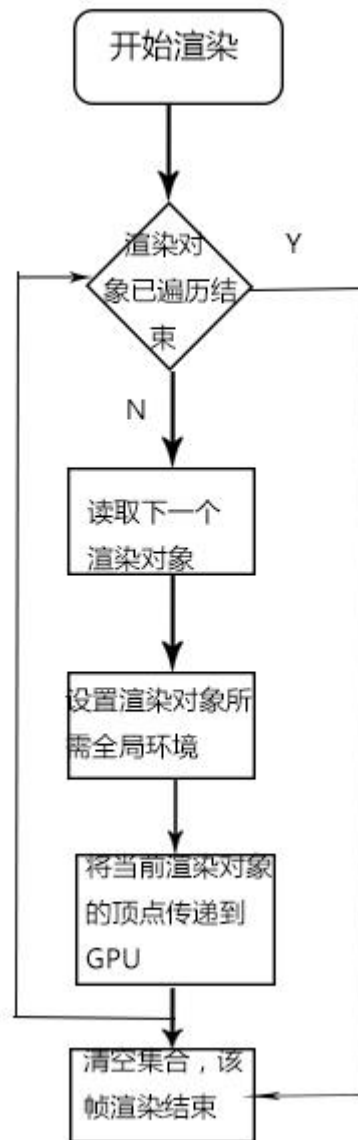 开始渲染
渲染对
象已遍历结
束
Y
N
读取下一个
渲染对象
设置渲染对象所
需全局环境
将当前渲染对象
的顶点传递到
GPU
清空集合，该
帧渲染结束